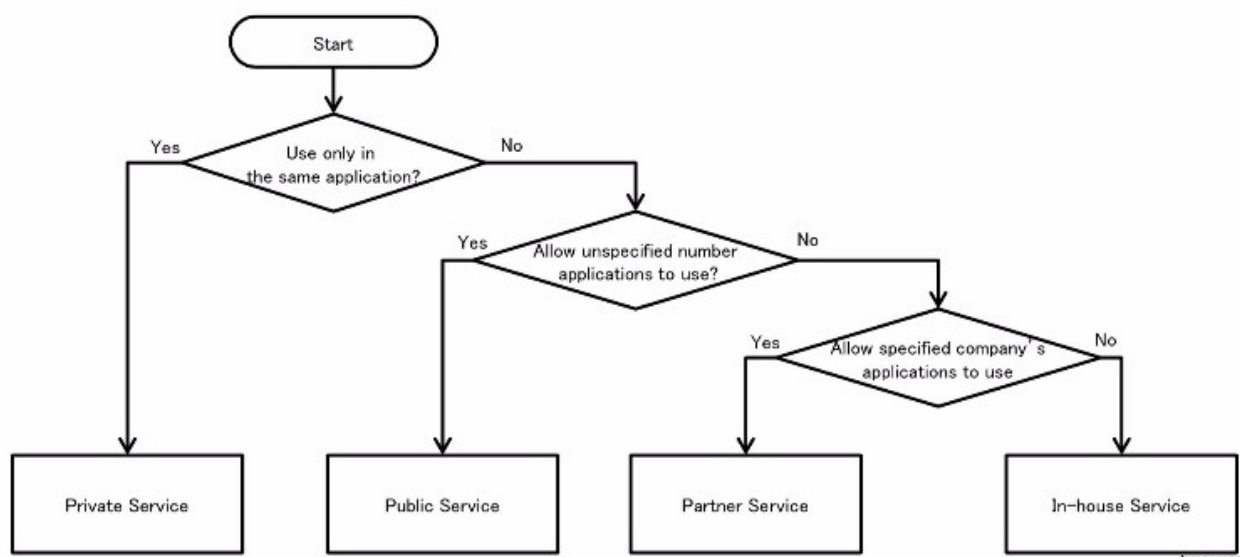 Start
Yes
No
Use only in
the same application?
Yes
No
Allow unspecified number
applications to use?
Yes
No
Allow specified company's
applications to use
Private Service
Public Service
Partner Service
In-house Service